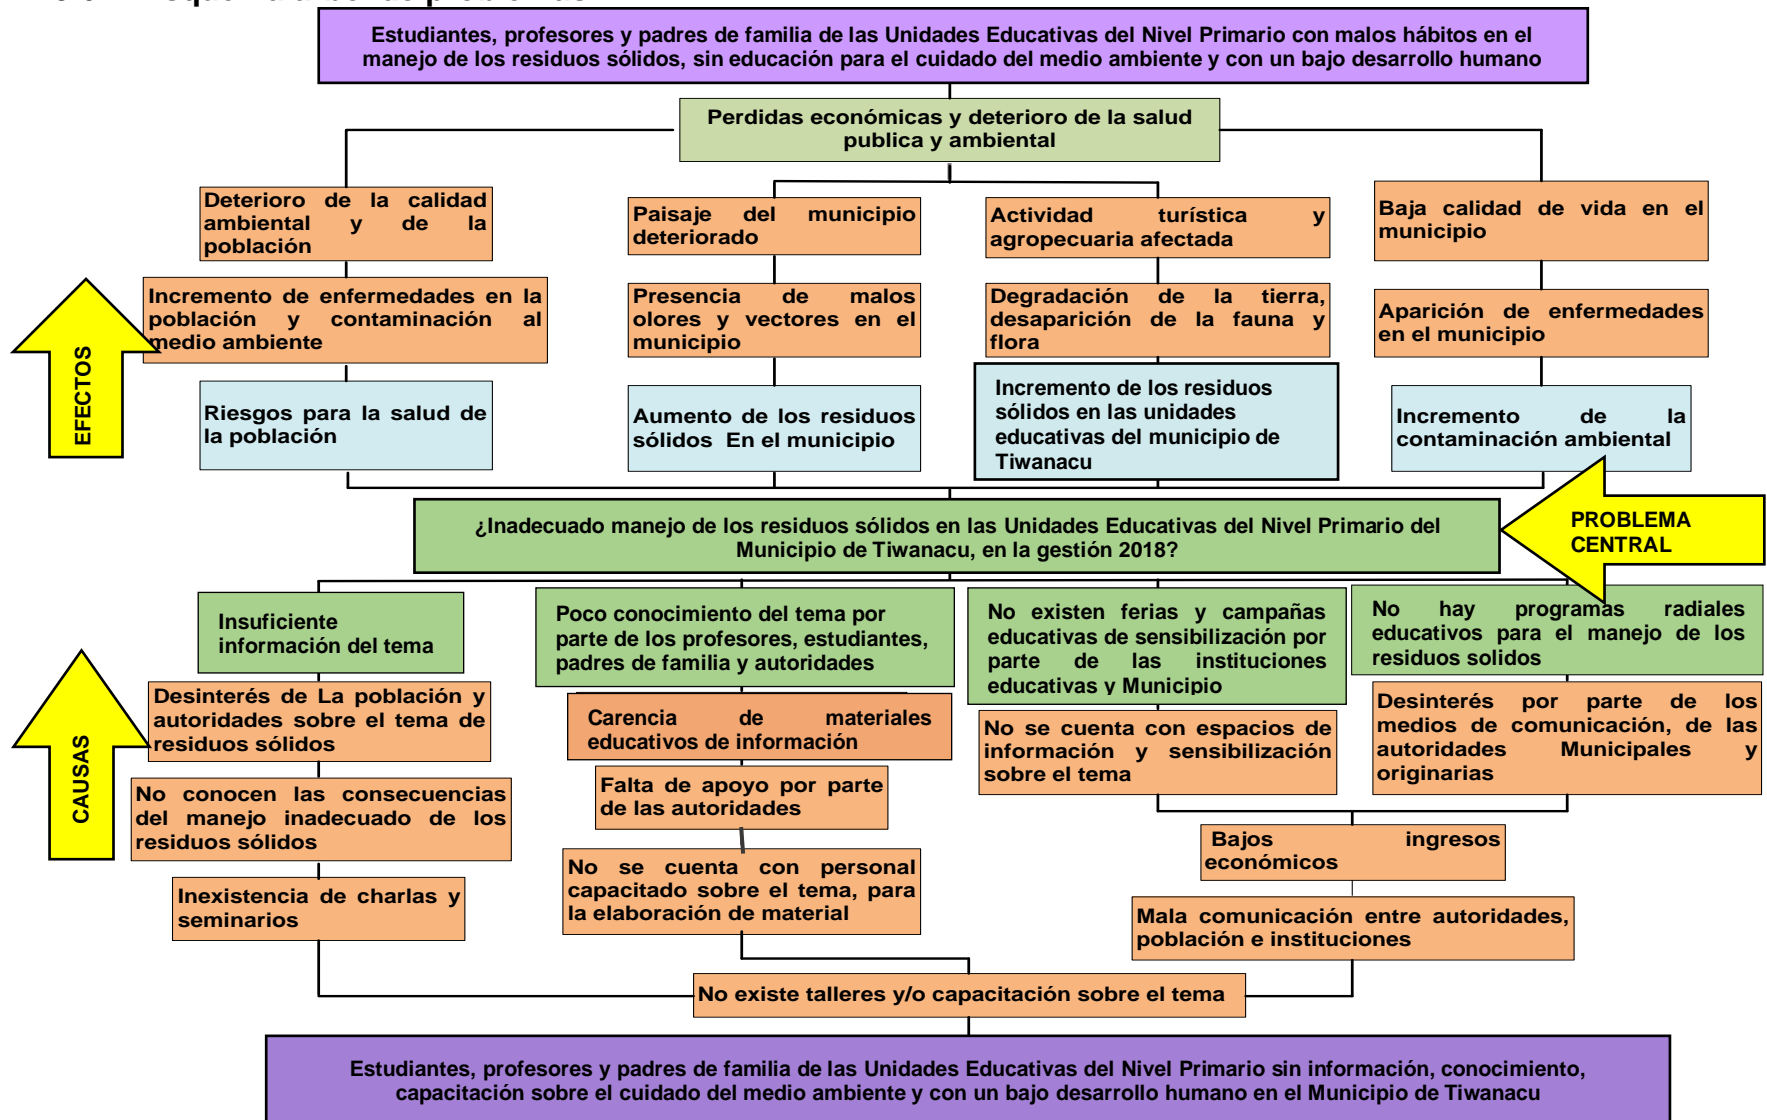 Estudiantes, profesores y padres de familia de las Unidades Educativas del Nivel Primario con malos hábitos en el
manejo de los residuos sólidos, sin educación para el cuidado del medio ambiente y con un bajo desarrollo humano
Perdidas económicas y deterioro de la salud
publica y ambiental
Deterioro de la calidad
ambiental y de la
población
Paisaje del municipio
deteriorado
Actividad turística y
agropecuaria afectada
Baja calidad de vida en el
municipio
Incremento de enfermedades en la
población y contaminación al
medio ambiente
Presencia de malos
olores y vectores en el
municipio
Degradación de la tierra,
desaparición de la fauna y
flora
Aparición de enfermedades
en el municipio
EFECTOS
Riesgos para la salud de
la población
Aumento de los residuos
sólidos En el municipio
Incremento de los residuos
sólidos en las unidades
educativas del municipio de
Tiwanacu
Incremento de la
contaminación ambiental
¿Inadecuado manejo de los residuos sólidos en las Unidades Educativas del Nivel Primario del
Municipio de Tiwanacu, en la gestión 2018?
PROBLEMA
CENTRAL
Insuficiente
información del tema
Poco conocimiento del tema por
parte de los profesores, estudiantes,
padres de familia y autoridades
No existen ferias y campañas
educativas de sensibilización por
parte de las instituciones
educativas y Municipio
No hay programas radiales
educativos para el manejo de los
residuos solidos
Desinterés de La población y
autoridades sobre el tema de
residuos sólidos
Carencia de materiales
educativos de información
No se cuenta con espacios de
información y sensibilización
sobre el tema
Desinterés por parte de los
medios de comunicación, de las
autoridades Municipales y
originarias
CAUSAS
No conocen las consecuencias
del manejo inadecuado de los
residuos sólidos
Falta de apoyo por parte
de las autoridades
Bajos ingresos
económicos
Inexistencia de charlas y
seminarios
No se cuenta con personal
capacitado sobre el tema, para
la elaboración de material
Mala comunicación entre autoridades,
población e instituciones
No existe talleres y/o capacitación sobre el tema
Estudiantes, profesores y padres de familia de las Unidades Educativas del Nivel Primario sin información, conocimiento,
capacitación sobre el cuidado del medio ambiente y con un bajo desarrollo humano en el Municipio de Tiwanacu